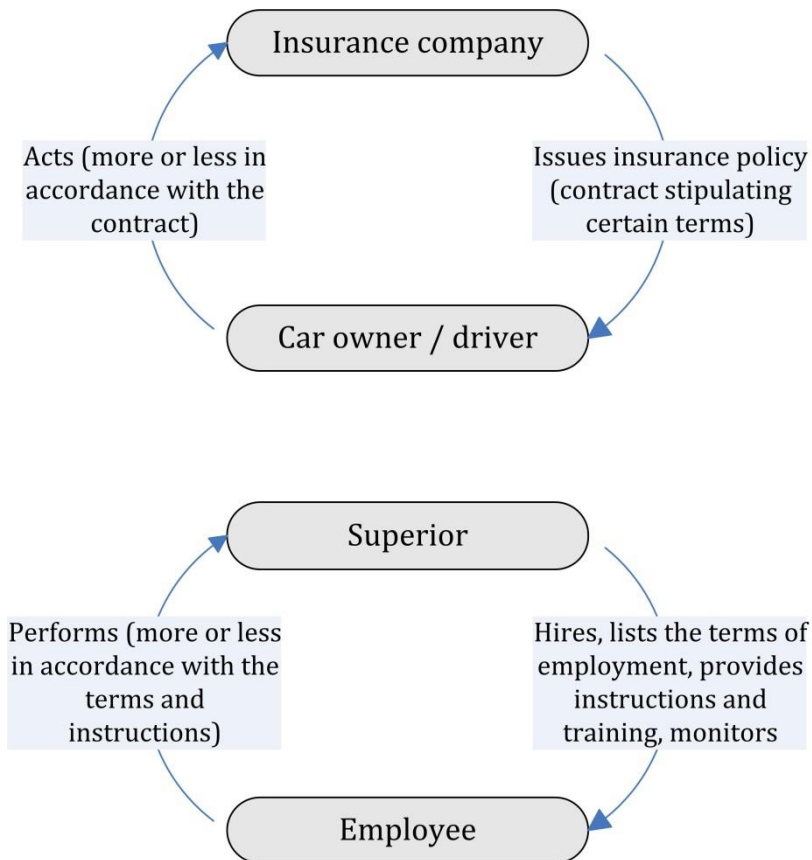 Insurance company
Acts (more or less in
accordance with the
contract)
Issues insurance policy
(contract stipulating
certain terms)
Car owner / driver
Superior
Performs (more or less
in accordance with the
terms and
instructions)
Hires, lists the terms of
employment, provides
instructions and
training, monitors
Employee